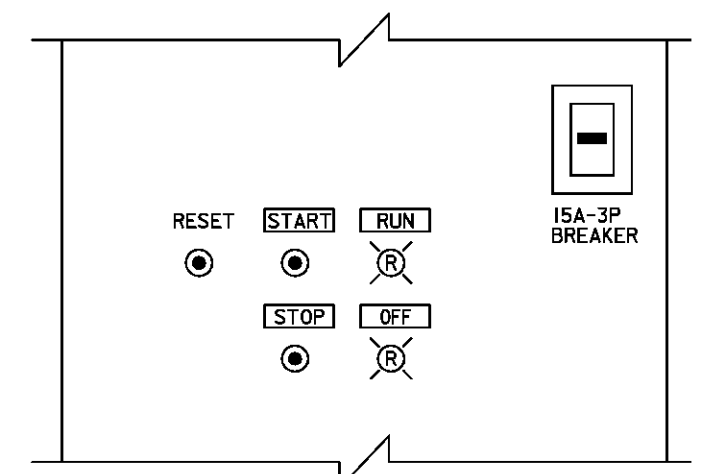 15A-3P
BREAKER
RESET START RUN
R
STOP OFF
R